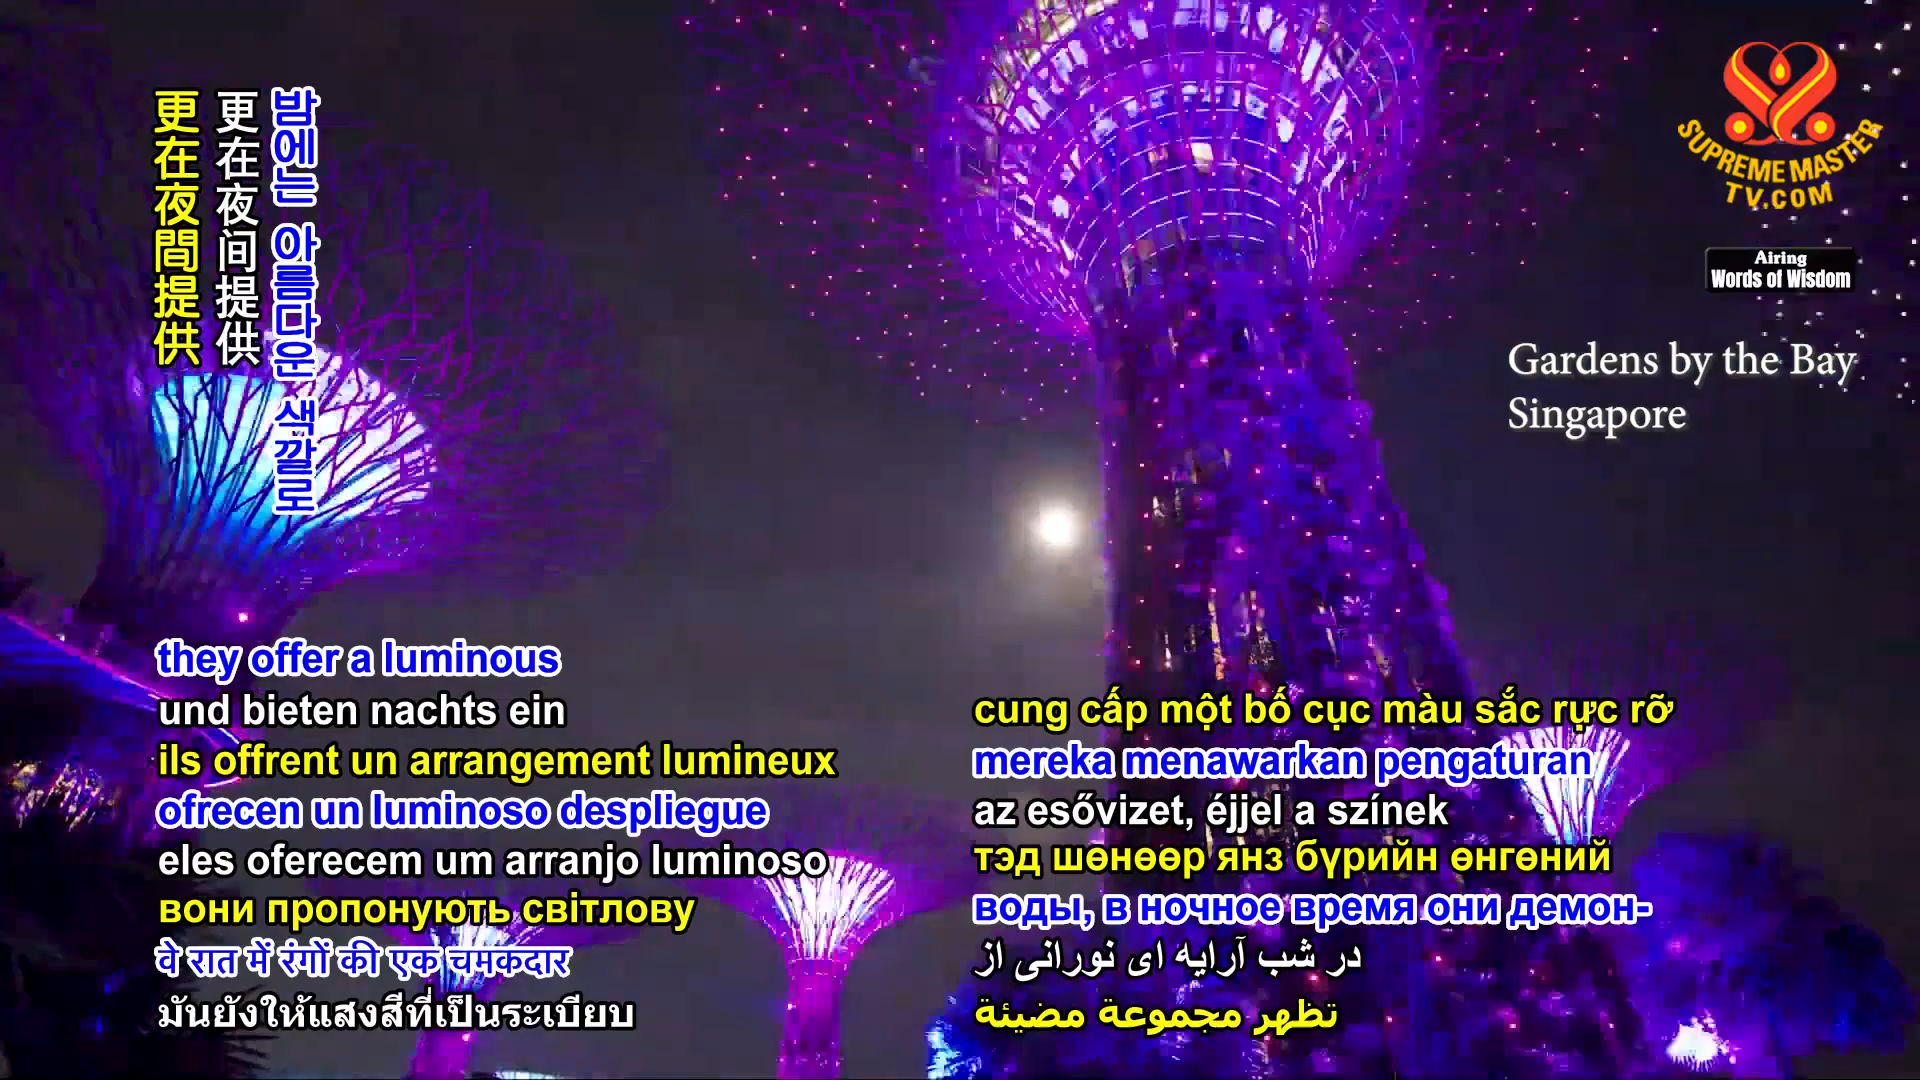 更在夜間提供
更在夜间提供
밤에는 아름다운 색깔로
SUPREME MASTER
TV.COM
Airing
Words of Wisdom
Gardens by the Bay
Singapore
they offer a luminous
und bieten nachts ein
ils offrent un arrangement lumineux
ofrecen un luminoso despliegue
eles oferecem um arranjo luminoso
вони пропонують світлову
वे रात में रंगों की एक चमकदार
มันยังให้แสงสีที่เป็นระเบียบ
cung cấp một bố cục màu sắc rực rỡ
mereka menawarkan pengaturan
az esővizet, éjjel a színek
тэд шөнөөр янз бүрийн өнгөний
воды, в ночное время они демон-
در شب آرایه ای نورانی از
تظهر مجموعة مضيئة